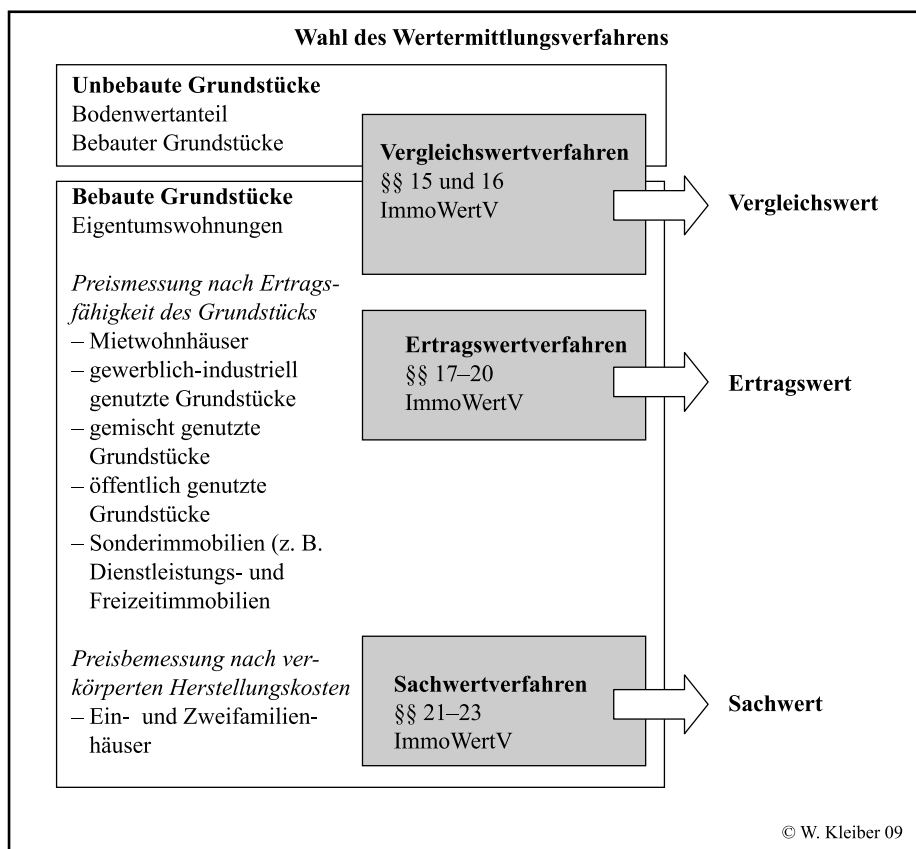 Wahl des Wertermittlungsverfahrens
Unbebaute Grundstücke
Bodenwertanteil
Bebauter Grundstücke
Vergleichswertverfahren
§§ 15 und 16
ImmoWertV
Vergleichswert
Bebaute Grundstücke
Eigentumswohnungen
Preismessung nach Ertrags-
fähigkeit des Grundstücks
– Mietwohnhäuser
– gewerblich-industriell
genutzte Grundstücke
– gemischt genutzte
Grundstücke
– öffentlich genutzte
Grundstücke
– Sonderimmobilien (z. B.
Dienstleistungs- und
Freizeitimmobilien
Ertragswertverfahren
§§ 17–20
ImmoWertV
Ertragswert
Preisbemessung nach ver-
körperten Herstellungskosten
– Ein- und Zweifamilien-
häuser
Sachwertverfahren
§§ 21–23
ImmoWertV
Sachwert
© W. Kleiber 09